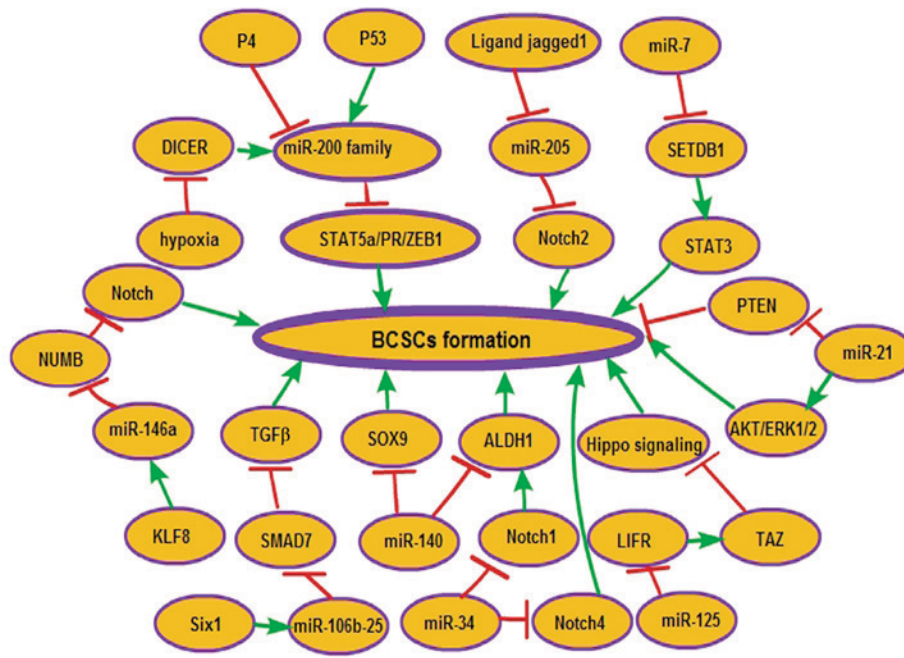 P4
P53
Ligand jagged1
miR-7
DICER
miR-200 family
miR-205
SETDB1
hypoxia
STAT5a/PR/ZEB1
Notch2
STAT3
Notch
PTEN
BCSCs formation
NUMB
miR-21
miR-146a
TGFβ
SOX9
ALDH1
Hippo signaling
AKT/ERK1/2
KLF8
SMAD7
miR-140
Notch1
LIFR
TAZ
Six1
miR-106b-25
miR-34
Notch4
miR-125